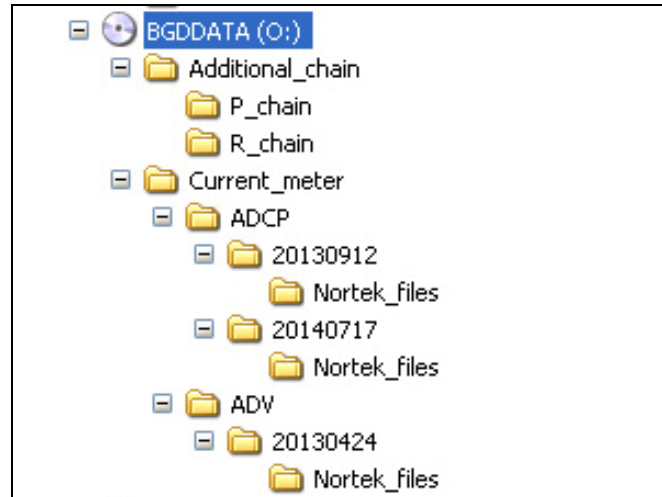 BGDDATA (O:)
Additional_chain
P_chain
R_chain
Current_meter
ADCP
20130912
Nortek_files
20140717
Nortek_files
ADV
20130424
Nortek_files